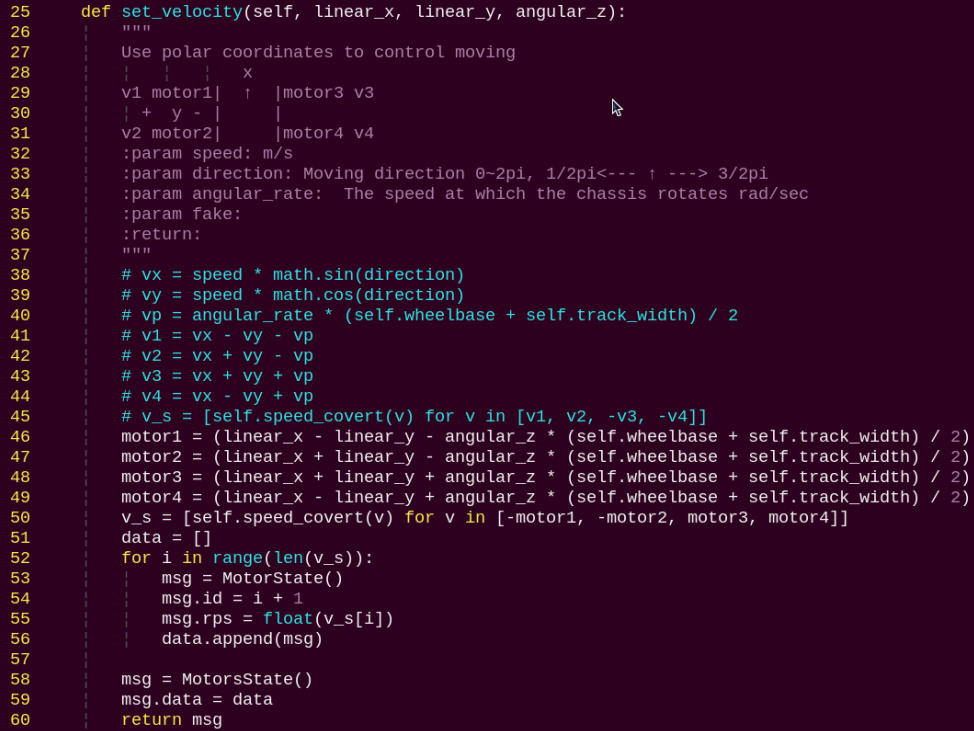 25     def set_velocity(self, linear_x, linear_y, angular_z):
26         """
27         Use polar coordinates to control moving
28                     x
29         v1 motor1|  ↑  |motor3 v3
30           +  y - |     |
31         v2 motor2|     |motor4 v4
32         :param speed: m/s
33         :param direction: Moving direction 0~2pi, 1/2pi<--- ↑ ---> 3/2pi
34         :param angular_rate:  The speed at which the chassis rotates rad/sec
35         :param fake:
36         :return:
37         """
38         # vx = speed * math.sin(direction)
39         # vy = speed * math.cos(direction)
40         # vp = angular_rate * (self.wheelbase + self.track_width) / 2
41         # v1 = vx - vy - vp
42         # v2 = vx + vy - vp
43         # v3 = vx + vy + vp
44         # v4 = vx - vy + vp
45         # v_s = [self.speed_covert(v) for v in [v1, v2, -v3, -v4]]
46         motor1 = (linear_x - linear_y - angular_z * (self.wheelbase + self.track_width) / 2)
47         motor2 = (linear_x + linear_y - angular_z * (self.wheelbase + self.track_width) / 2)
48         motor3 = (linear_x + linear_y + angular_z * (self.wheelbase + self.track_width) / 2)
49         motor4 = (linear_x - linear_y + angular_z * (self.wheelbase + self.track_width) / 2)
50         v_s = [self.speed_covert(v) for v in [-motor1, -motor2, motor3, motor4]]
51         data = []
52         for i in range(len(v_s)):
53             msg = MotorState()
54             msg.id = i + 1
55             msg.rps = float(v_s[i])
56             data.append(msg)
57
58         msg = MotorsState()
59         msg.data = data
60         return msg